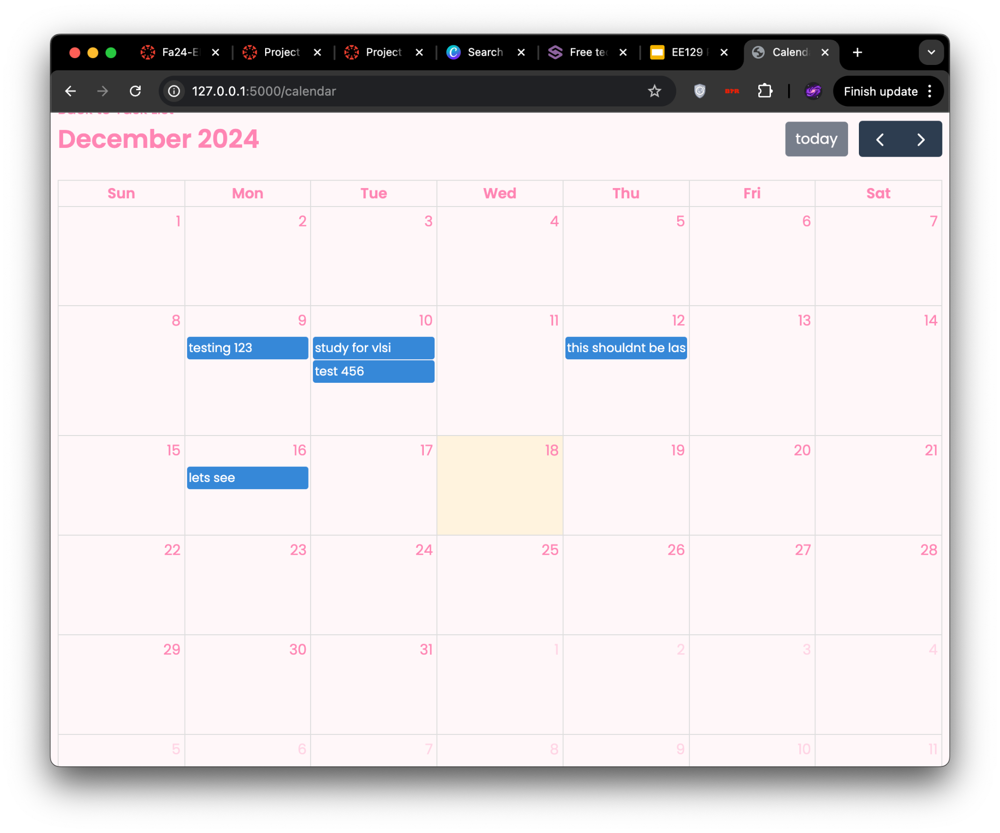 Fa24-E
Project
Project
Search
Free te
EE129
Calend
127.0.0.1:5000/calendar
Finish update
Back to Task List
December 2024
today
Sun Mon Tue Wed Thu Fri Sat
1 2 3 4 5 6 7
8 9 10 11 12 13 14
testing 123 study for vlsi this shouldnt be las
test 456
15 16 17 18 19 20 21
lets see
22 23 24 25 26 27 28
29 30 31 1 2 3 4
5 6 7 8 9 10 11